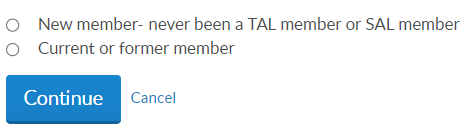 New member- never been a TAL member or SAL member
Current or former member
Continue Cancel